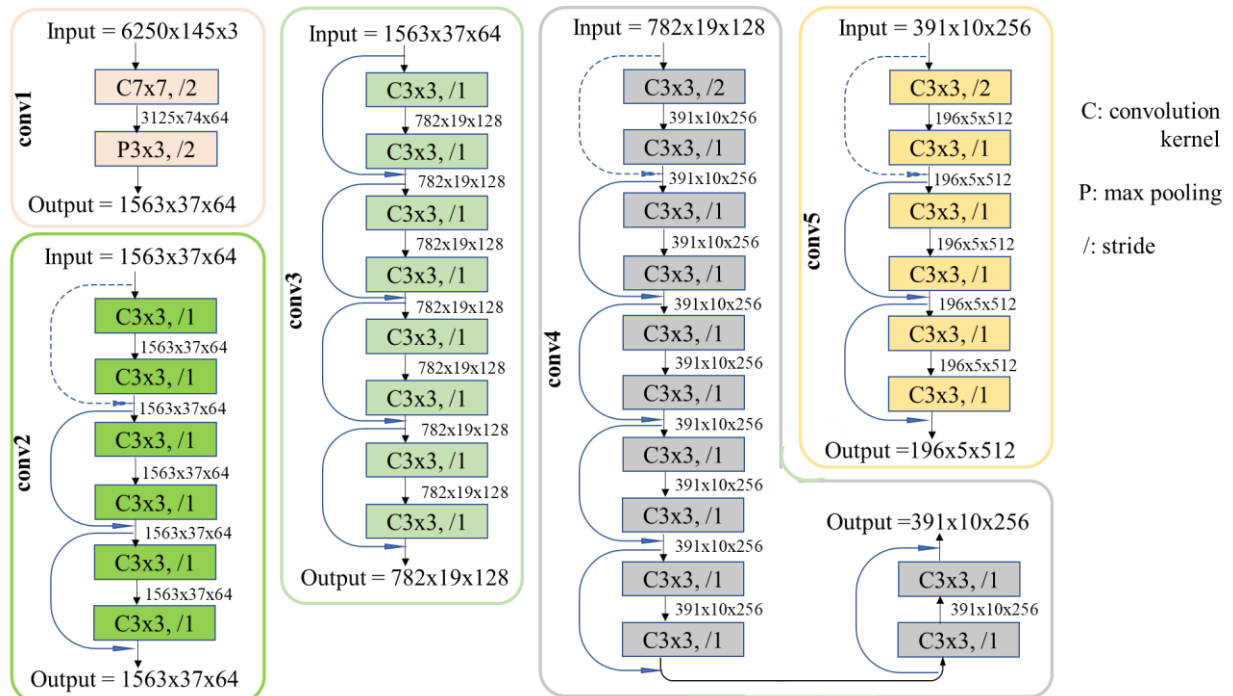 conv1
Input = 6250x145x3
C7x7, /2
3125x74x64
P3x3, /2
Output = 1563x37x64
conv2
Input = 1563x37x64
C3x3, /1
1563x37x64
C3x3, /1
1563x37x64
C3x3, /1
1563x37x64
C3x3, /1
1563x37x64
C3x3, /1
1563x37x64
C3x3, /1
Output = 1563x37x64
conv3
Input = 1563x37x64
C3x3, /1
782x19x128
C3x3, /1
782x19x128
C3x3, /1
782x19x128
C3x3, /1
782x19x128
C3x3, /1
782x19x128
C3x3, /1
782x19x128
C3x3, /1
782x19x128
C3x3, /1
Output = 782x19x128
conv4
Input = 782x19x128
C3x3, /2
391x10x256
C3x3, /1
391x10x256
C3x3, /1
391x10x256
C3x3, /1
391x10x256
C3x3, /1
391x10x256
C3x3, /1
391x10x256
C3x3, /1
391x10x256
C3x3, /1
391x10x256
C3x3, /1
391x10x256
C3x3, /1
C3x3, /1
391x10x256
C3x3, /1
Output =391x10x256
conv5
Input = 391x10x256
C3x3, /2
196x5x512
C3x3, /1
196x5x512
C3x3, /1
196x5x512
C3x3, /1
196x5x512
C3x3, /1
196x5x512
C3x3, /1
Output =196x5x512
C: convolution
kernel
P: max pooling
/: stride